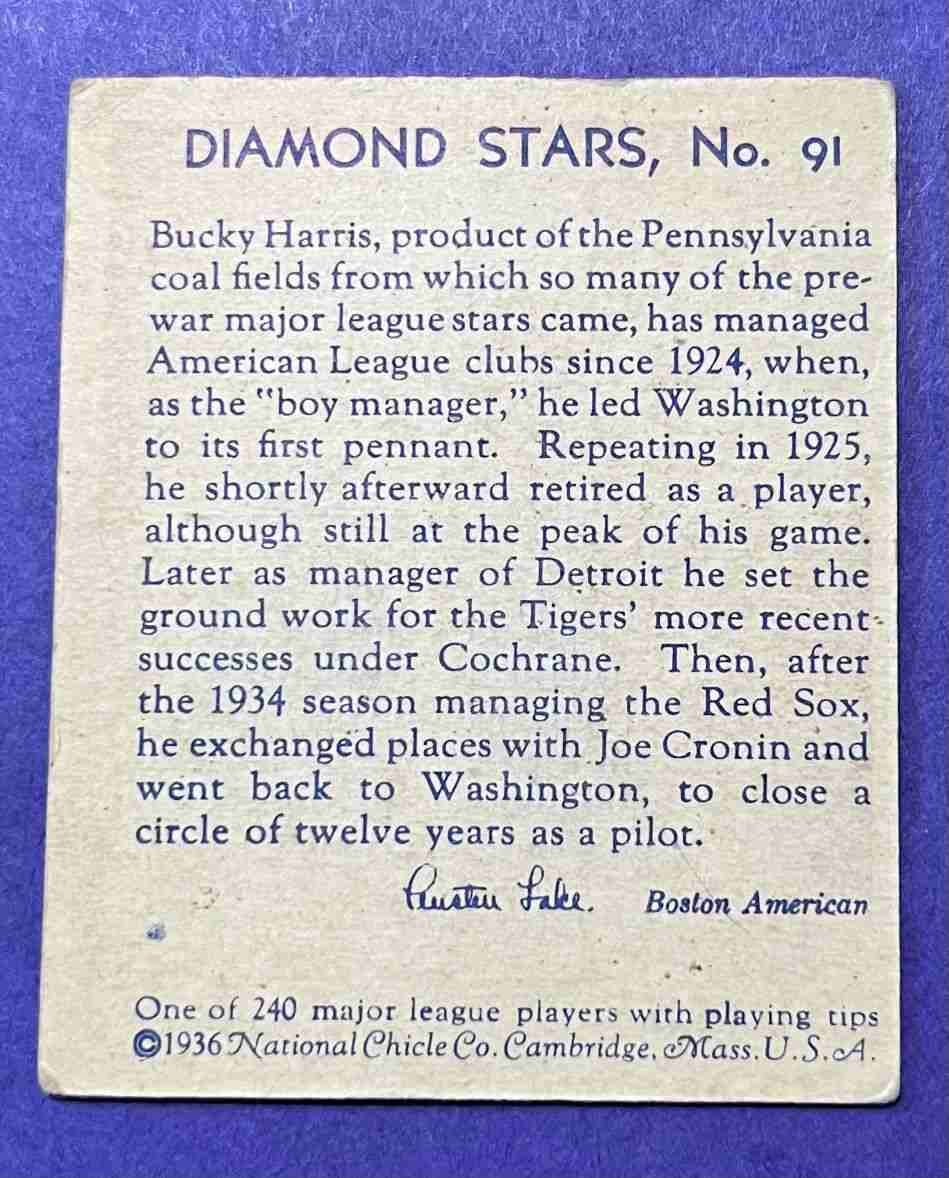 DIAMOND STARS, No. 91
Bucky Harris, product of the Pennsylvania
coal fields from which so many of the pre-
war major league stars came, has managed
American League clubs since 1924, when,
as the "boy manager," he led Washington
to its first pennant. Repeating in 1925,
he shortly afterward retired as a player,
although still at the peak of his game.
Later as manager of Detroit he set the
ground work for the Tigers' more recent
successes under Cochrane. Then, after
the 1934 season managing the Red Sox,
he exchanged places with Joe Cronin and
went back to Washington, to close a
circle of twelve years as a pilot.
Austen Lake. Boston American
One of 240 major league players with playing tips
©1936 National Chicle Co. Cambridge, Mass. U.S.A.